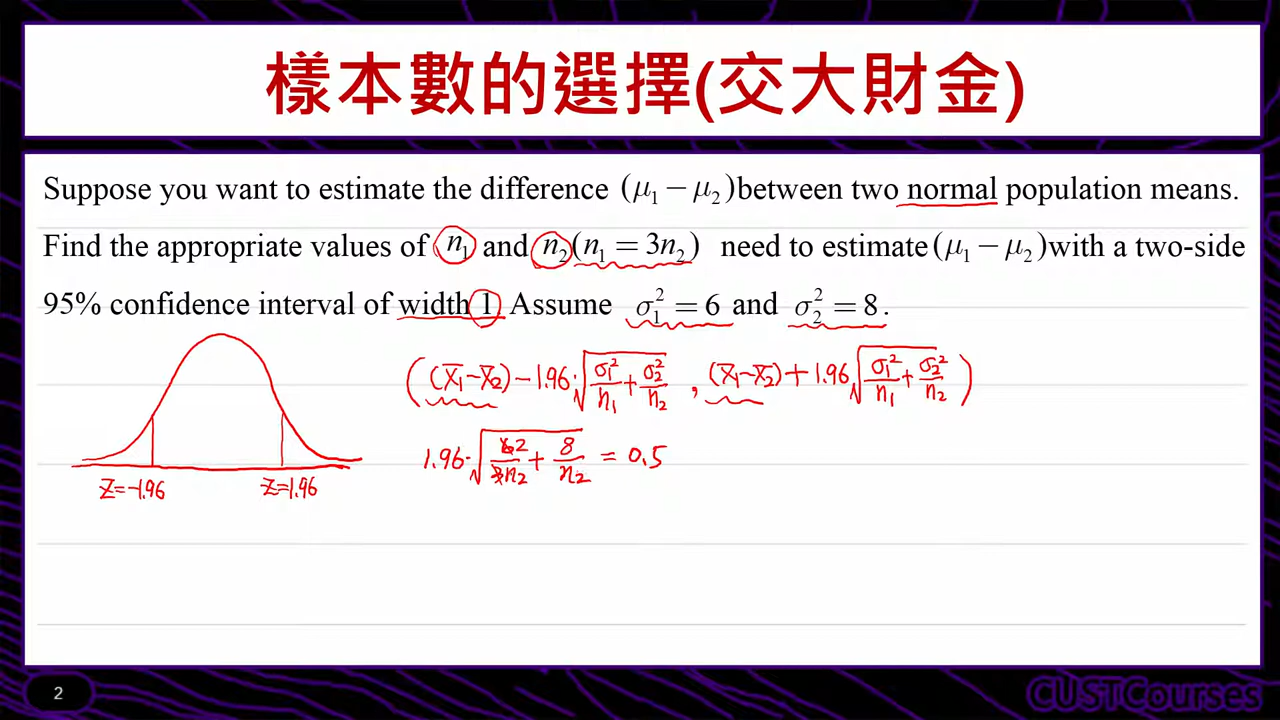 樣本數的選擇(交大財金)
Suppose you want to estimate the difference (μ₁ − μ₂) between two normal population means.
Find the appropriate values of n₁ and n₂ (n₁ = 3n₂) need to estimate (μ₁ − μ₂) with a two-side
95% confidence interval of width 1. Assume σ₁² = 6 and σ₂² = 8.
( (X̄₁−X̄₂) − 1.96·√(σ₁²/n₁ + σ₂²/n₂) , (X̄₁−X̄₂) + 1.96√(σ₁²/n₁ + σ₂²/n₂) )
1.96·√(6̸2/3̸n₂ + 8/n₂) = 0.5
Z=-1.96 Z=1.96
2
CUSTCourses